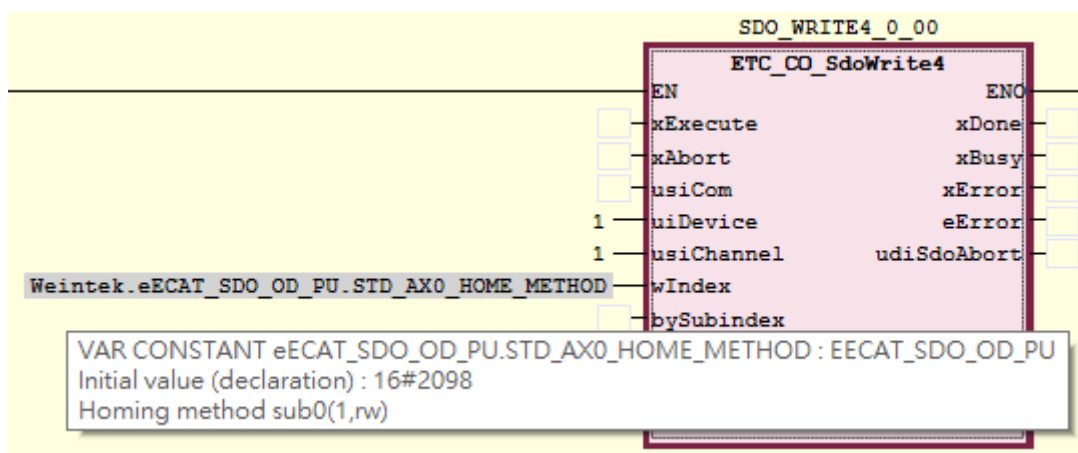 SDO_WRITE4_0_00
ETC_CO_SdoWrite4
EN ENO
xExecute xDone
xAbort xBusy
usiCom xError
1 uiDevice eError
1 usiChannel udiSdoAbort
Weintek.eECAT_SDO_OD_PU.STD_AX0_HOME_METHOD wIndex
bySubindex
VAR CONSTANT eECAT_SDO_OD_PU.STD_AX0_HOME_METHOD : EECAT_SDO_OD_PU
Initial value (declaration) : 16#2098
Homing method sub0(1,rw)